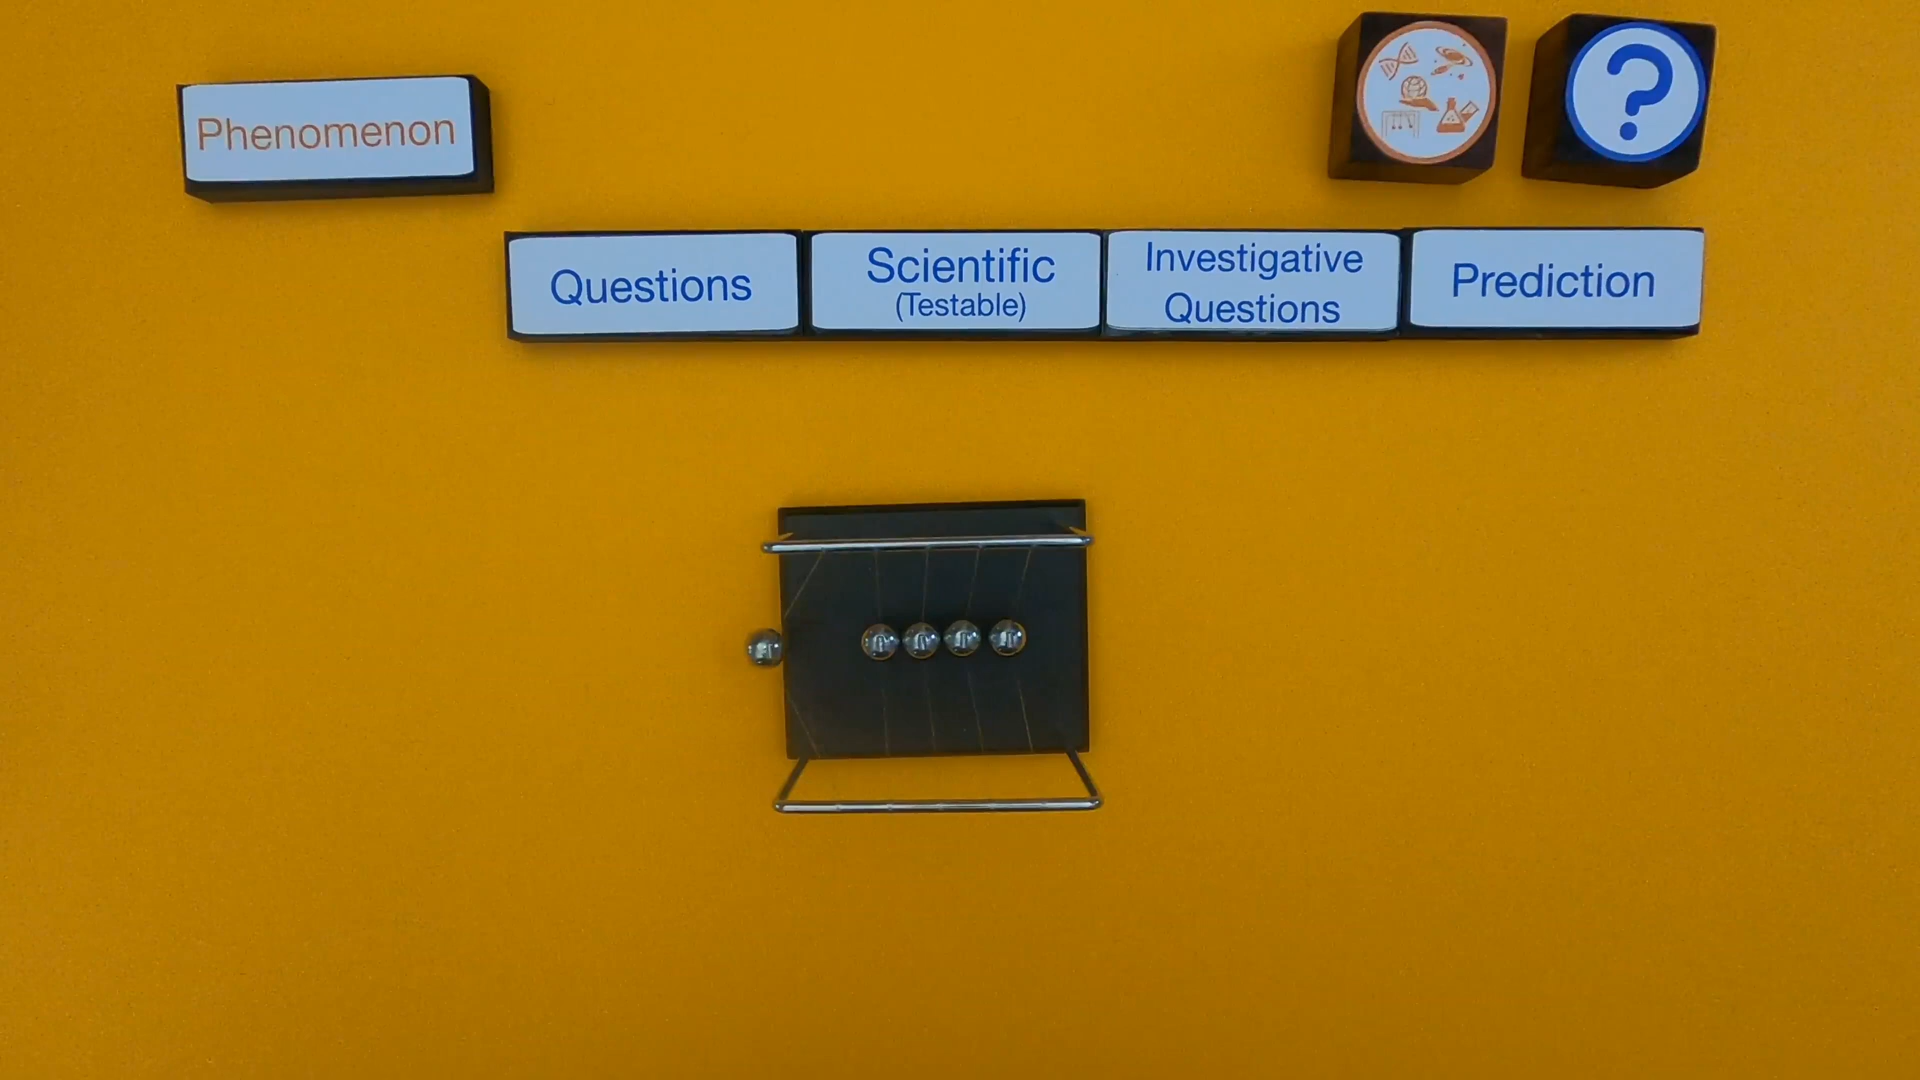 Phenomenon
?
Questions
Scientific
(Testable)
Investigative
Questions
Prediction